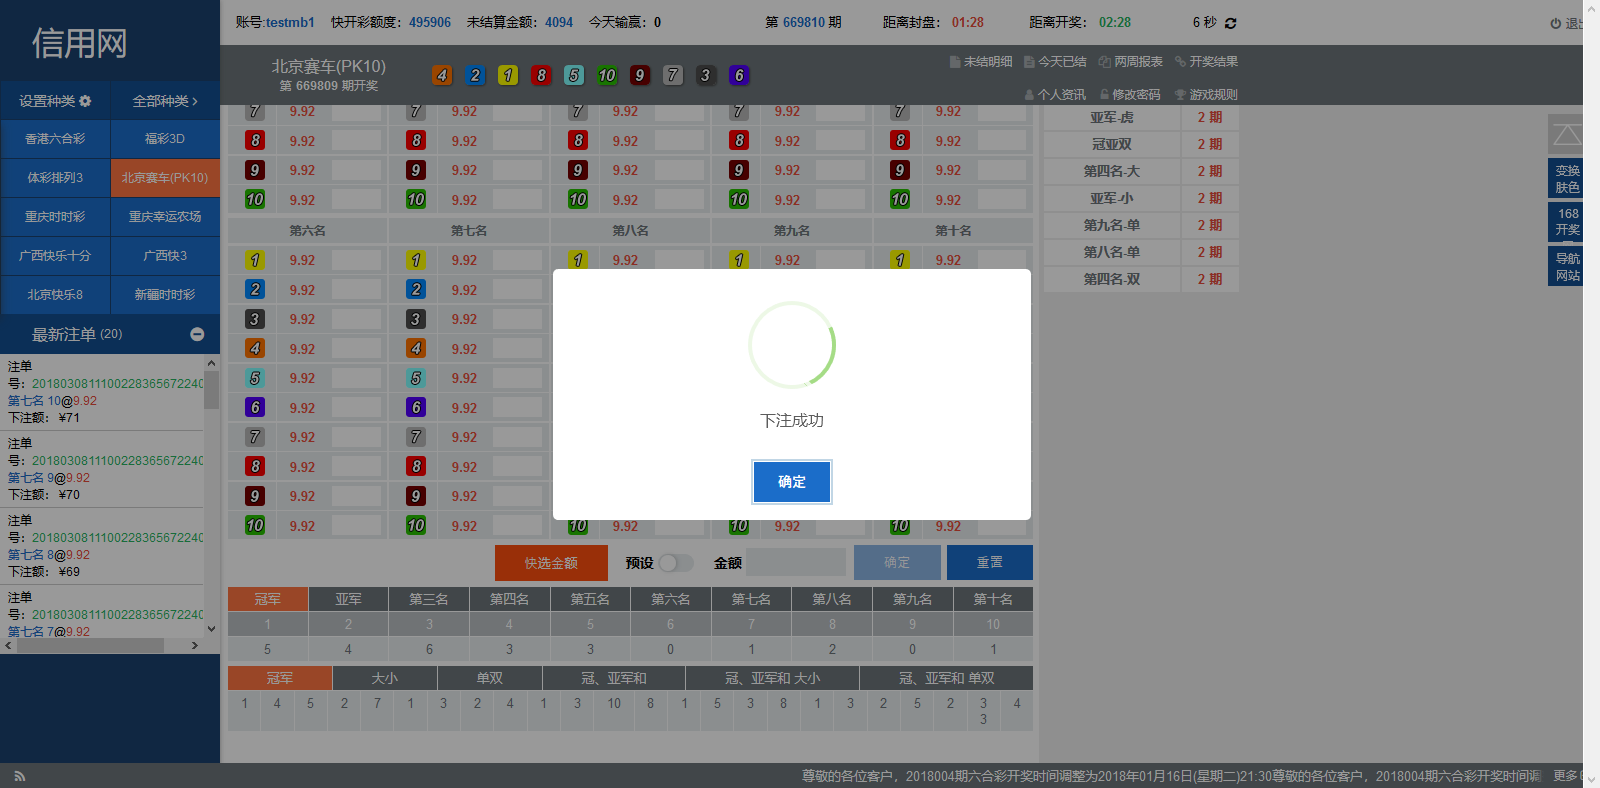 账号:testmb1 快开彩额度：495906 未结算金额：4094 今天输赢：0 第 669810 期 距离封盘： 01:28 距离开奖： 02:28 6 秒
信用网
北京赛车(PK10)
第 669809 期开奖
4 2 1 8 5 10 9 7 3 6
未结明细 今天已结 两周报表 开奖结果
个人资讯 修改密码 游戏规则
设置种类 全部种类
香港六合彩 福彩3D
体彩排列3 北京赛车(PK10)
重庆时时彩 重庆幸运农场
广西快乐十分 广西快3
北京快乐8 新疆时时彩
最新注单 (20)
注单
号：20180308111002283656722​40
第七名 10@9.92
下注额： ¥71
注单
号：20180308111002283656722​40
第七名 9@9.92
下注额： ¥70
注单
号：20180308111002283656722​40
第七名 8@9.92
下注额： ¥69
注单
号：20180308111002283656722​40
第七名 7@9.92
7 9.92 7 9.92 7 9.92 7 9.92 7 9.92
8 9.92 8 9.92 8 9.92 8 9.92 8 9.92
9 9.92 9 9.92 9 9.92 9 9.92 9 9.92
10 9.92 10 9.92 10 9.92 10 9.92 10 9.92
第六名 第七名 第八名 第九名 第十名
1 9.92 1 9.92 1 9.92 1 9.92 1 9.92
2 9.92 2 9.92
3 9.92 3 9.92
4 9.92 4 9.92
5 9.92 5 9.92
6 9.92 6 9.92
7 9.92 7 9.92
8 9.92 8 9.92
9 9.92 9 9.92
10 9.92 10 9.92 10 9.92 10 9.92 10 9.92
下注成功
确定
快选金额 预设 金额 确定 重置
冠军 亚军 第三名 第四名 第五名 第六名 第七名 第八名 第九名 第十名
1 2 3 4 5 6 7 8 9 10
5 4 6 3 3 0 1 2 0 1
冠军 大小 单双 冠、亚军和 冠、亚军和 大小 冠、亚军和 单双
1 4 5 2 7 1 3 2 4 1 3 10 8 1 5 3 8 1 3 2 5 2 3 4
3
亚军-虎 2 期
冠亚双 2 期
第四名-大 2 期
亚军-小 2 期
第九名-单 2 期
第八名-单 2 期
第四名-双 2 期
变换
肤色
168
开奖
导航
网站
尊敬的各位客户，2018004期六合彩开奖时间调整为2018年01月16日(星期二)21:30尊敬的各位客户，2018004期六合彩开奖时间 更多